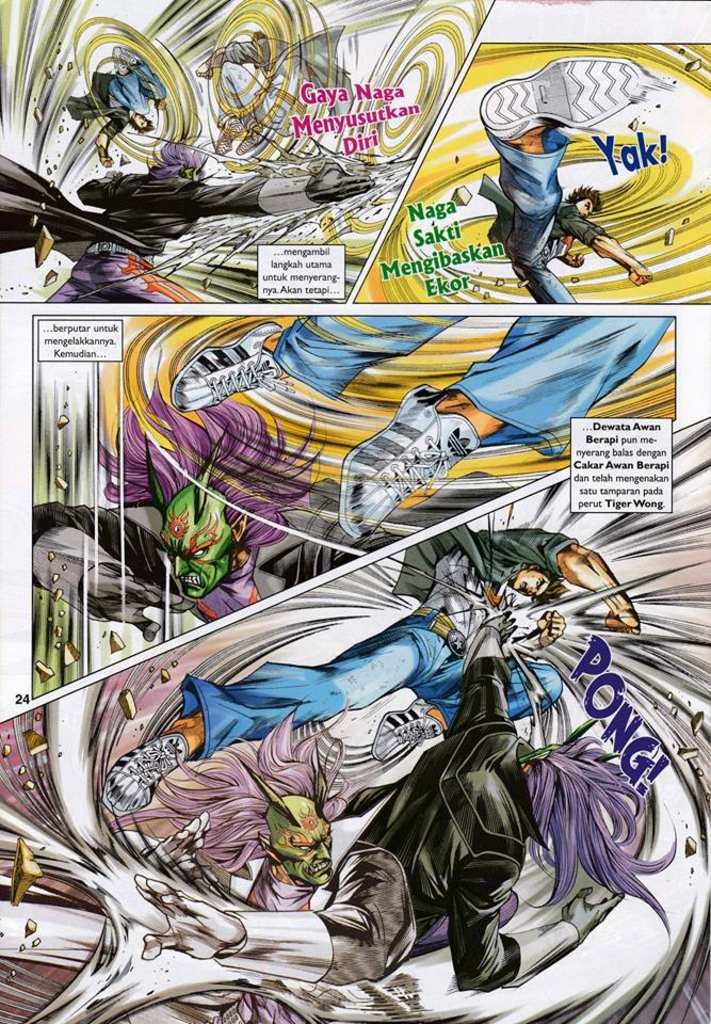 Gaya Naga
Menyusutkan
Diri
...mengambil
langkah utama
untuk menyerang-
nya. Akan tetapi...
Yak!
Naga
Sakti
Mengibaskan
Ekor
...berputar untuk
mengelakkannya.
Kemudian...
...Dewata Awan
Berapi pun me-
nyerang balas dengan
Cakar Awan Berapi
dan telah mengenakan
satu tamparan pada
perut Tiger Wong.
PONG!
24